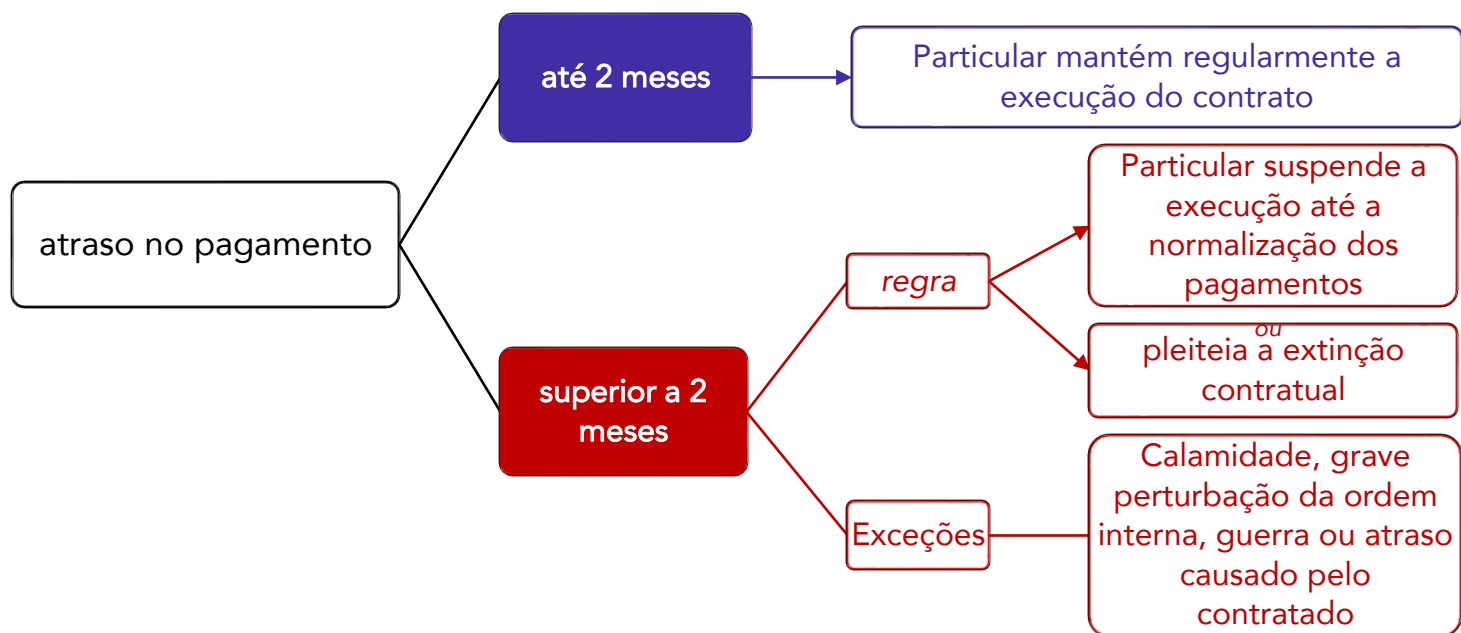 até 2 meses
Particular mantém regularmente a
execução do contrato
atraso no pagamento
superior a 2
meses
regra
Particular suspende a
execução até a
normalização dos
pagamentos
ou
pleiteia a extinção
contratual
Exceções
Calamidade, grave
perturbação da ordem
interna, guerra ou atraso
causado pelo
contratado